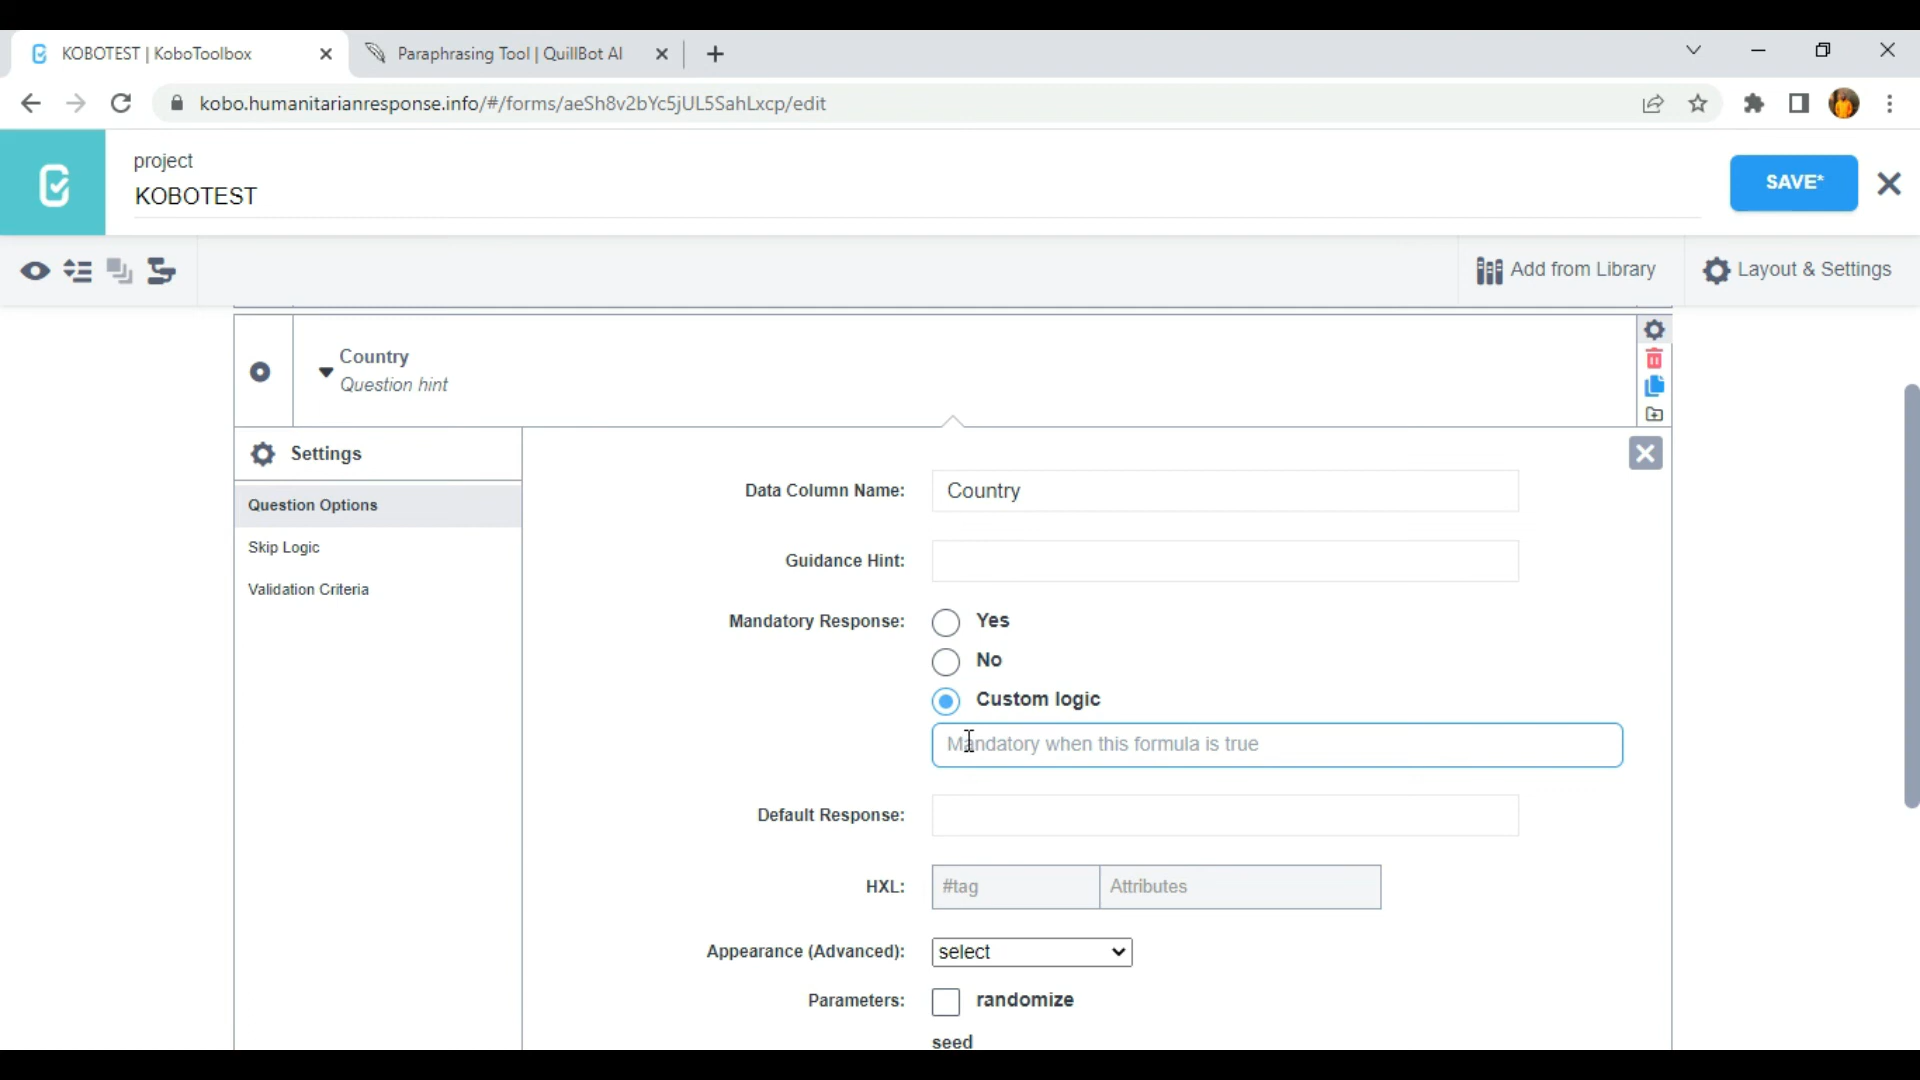 KOBOTEST | KoboToolbox
Paraphrasing Tool | QuillBot AI
kobo.humanitarianresponse.info/#/forms/aeSh8v2bYc5jUL5SahLxcp/edit
project
KOBOTEST
SAVE*
Add from Library
Layout & Settings
Country
Question hint
Settings
Question Options
Skip Logic
Validation Criteria
Data Column Name: Country
Guidance Hint:
Mandatory Response: Yes
No
Custom logic
Mandatory when this formula is true
Default Response:
HXL: #tag Attributes
Appearance (Advanced): select
Parameters: randomize
seed